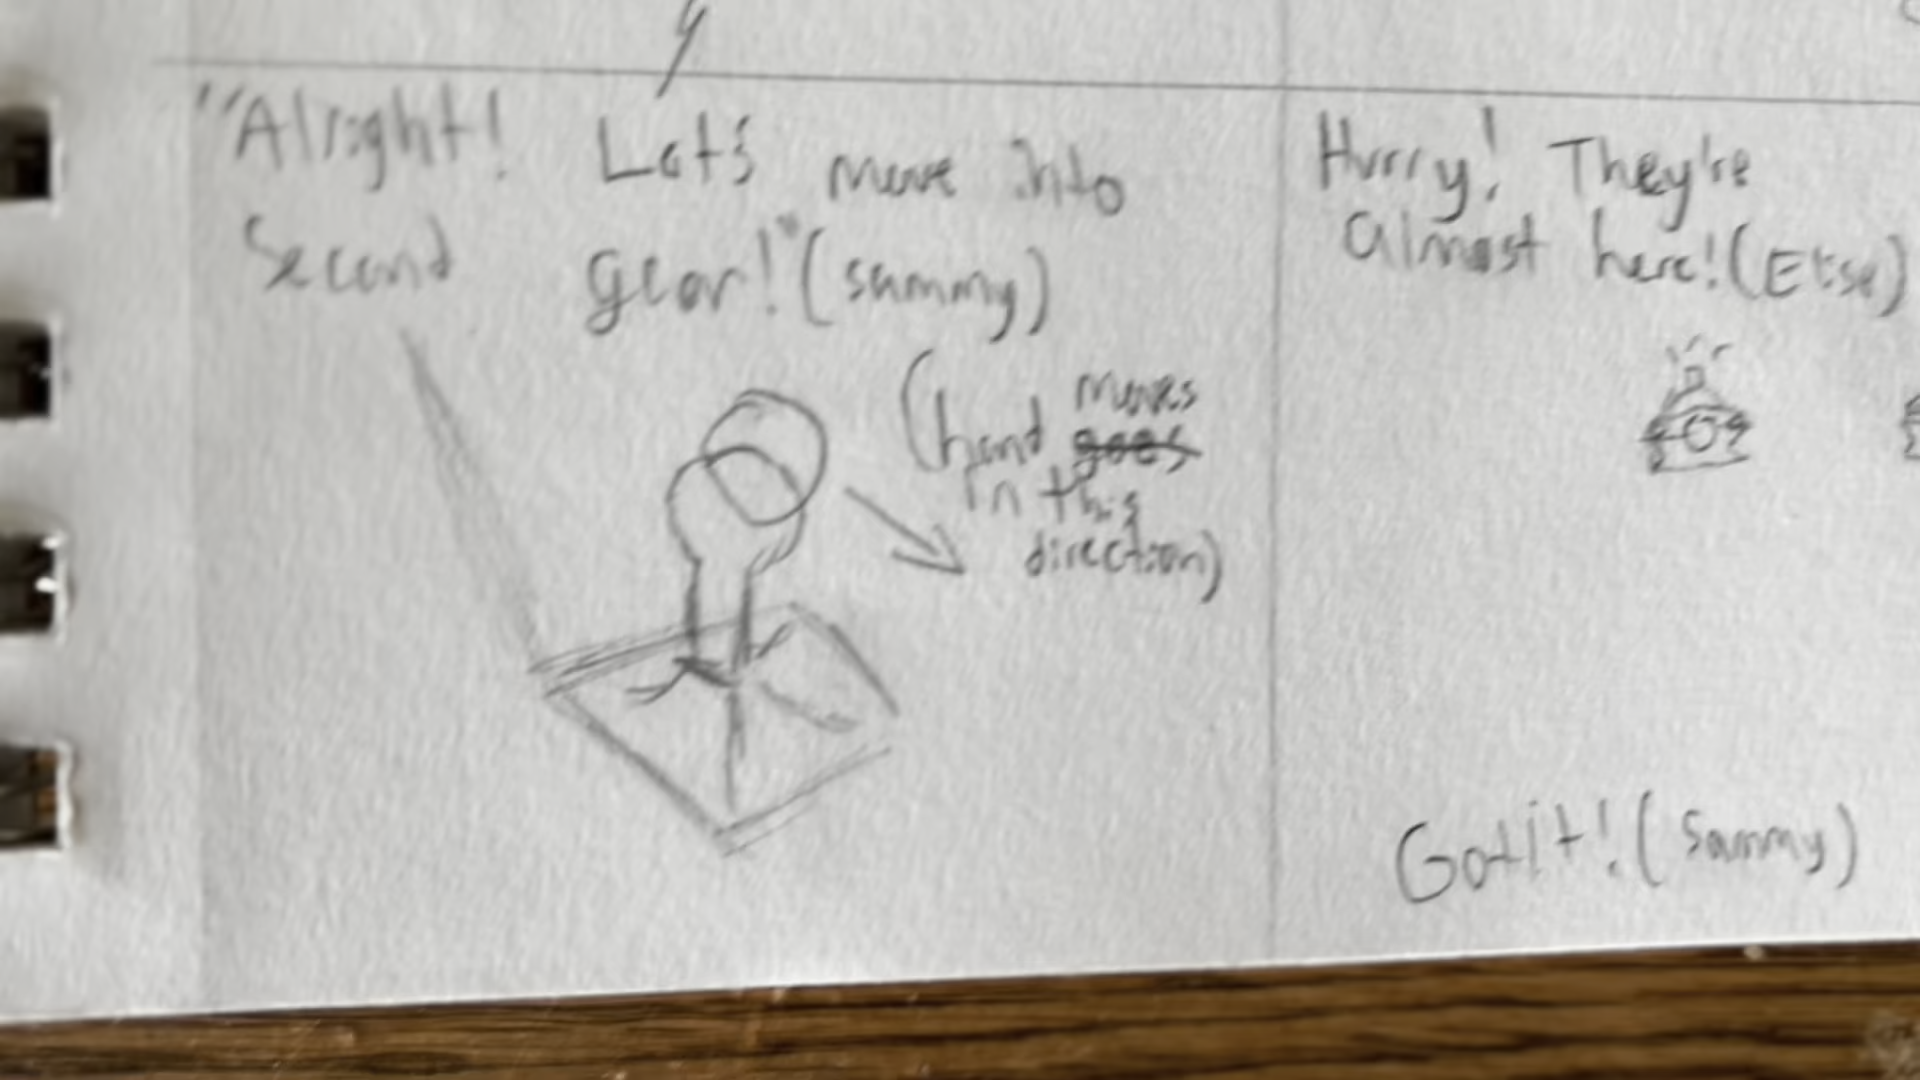 "Alright! Let's move into
second gear!" (Sammy)
(hand moves
goes
in this
direction)
Hurry! They're
almost here! (Elise)
Got it! (Sammy)